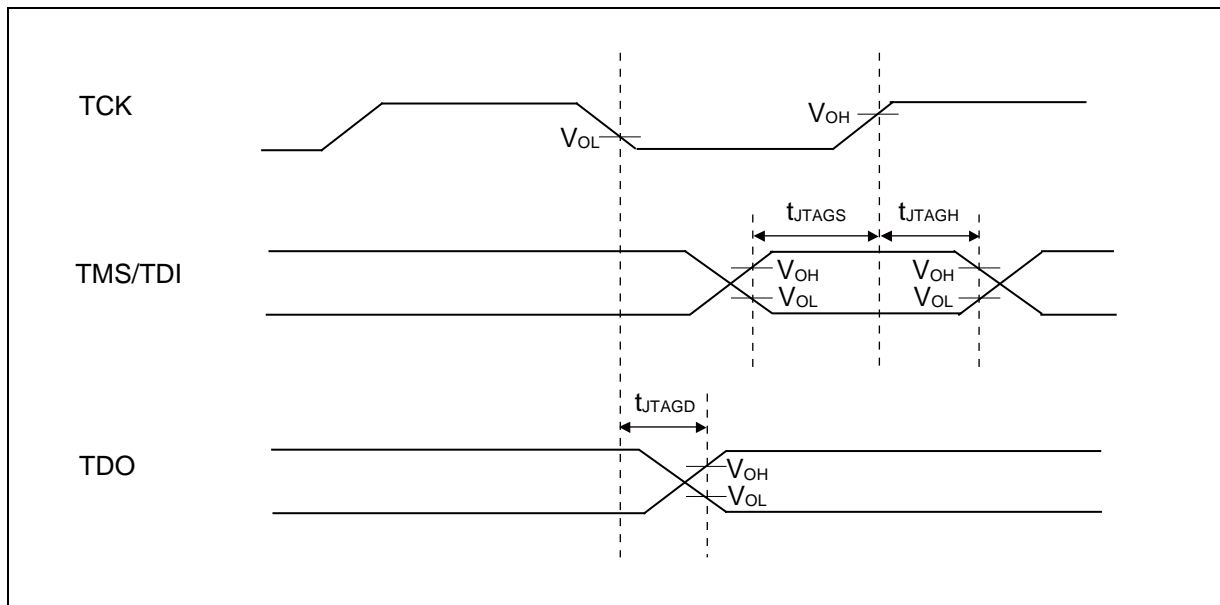 TCK
VOL
VOH
tJTAGS
tJTAGH
TMS/TDI
VOH
VOL
VOH
VOL
tJTAGD
TDO
VOH
VOL